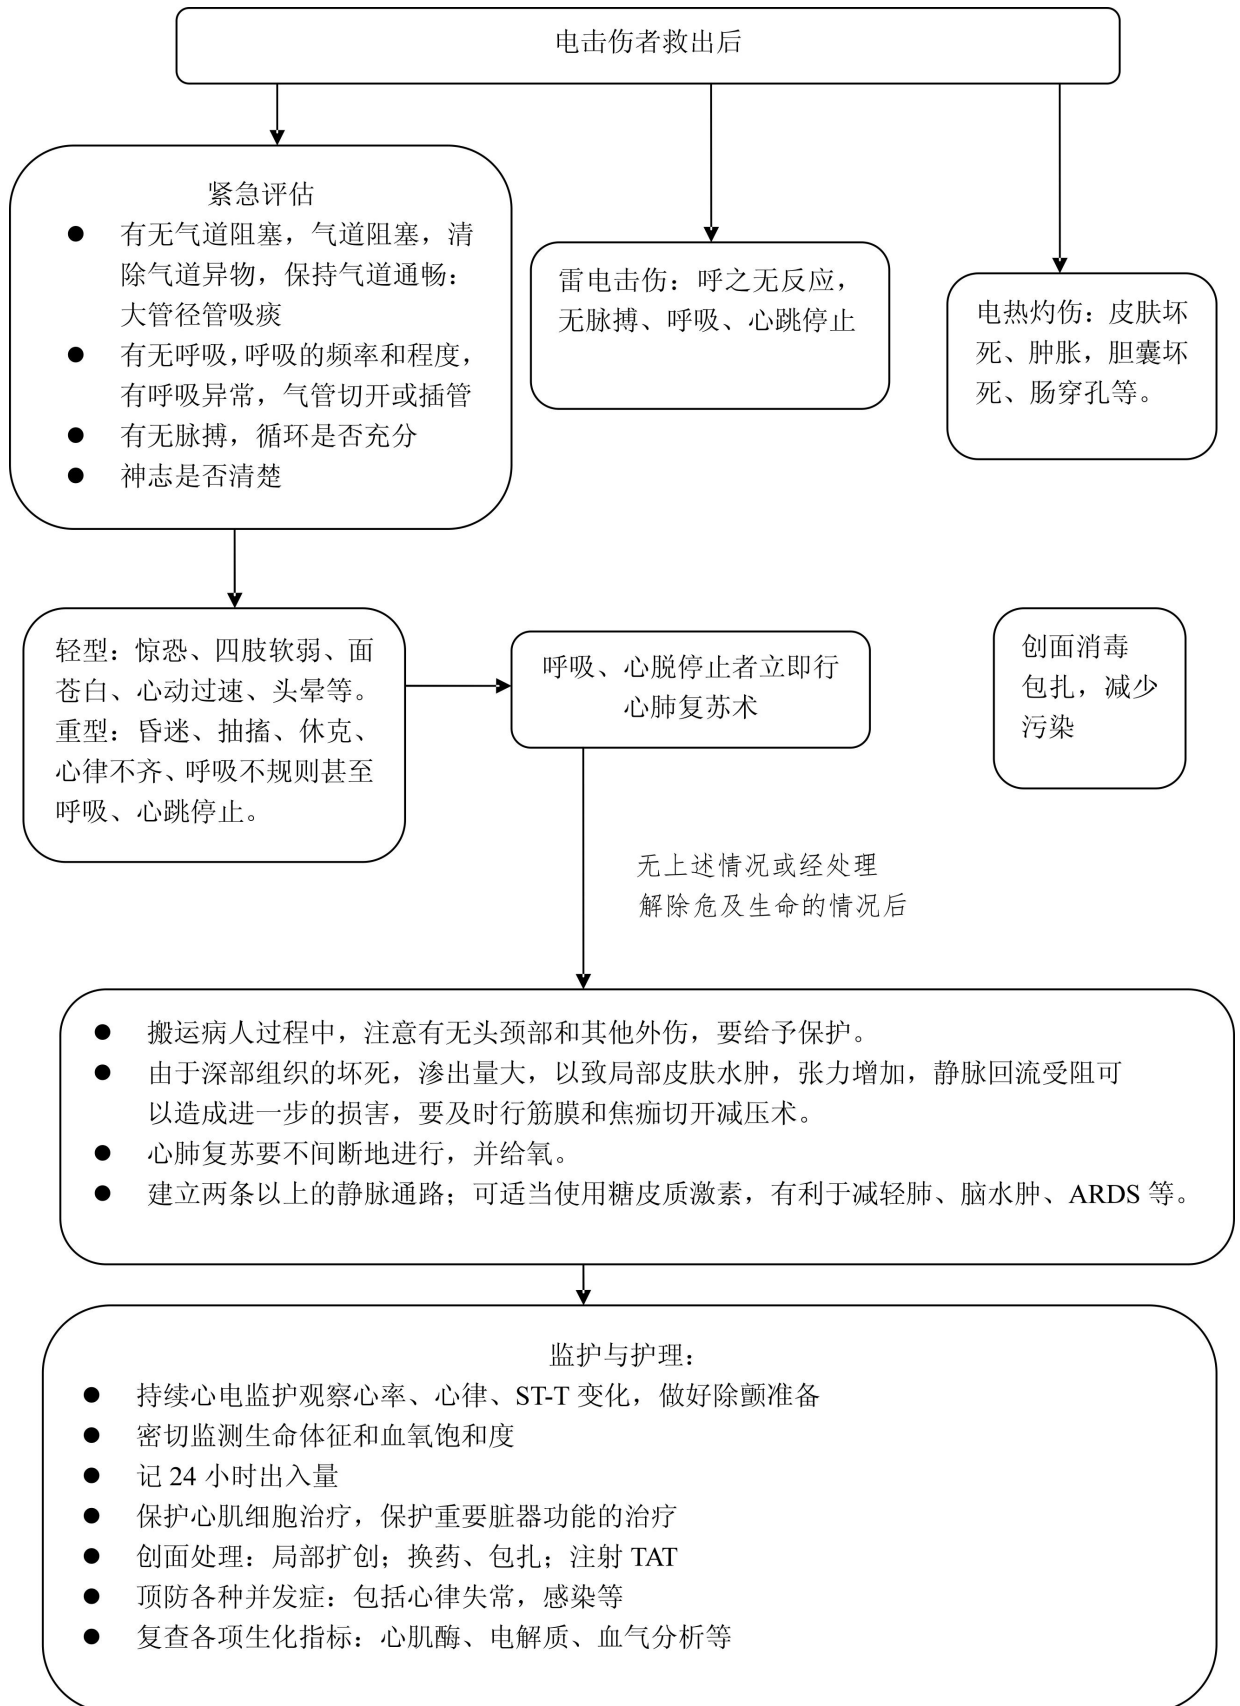 电击伤者救出后
紧急评估
● 有无气道阻塞，气道阻塞，清
除气道异物，保持气道通畅：
大管径管吸痰
● 有无呼吸，呼吸的频率和程度，
有呼吸异常，气管切开或插管
● 有无脉搏，循环是否充分
● 神志是否清楚
雷电击伤：呼之无反应，
无脉搏、呼吸、心跳停止
电热灼伤：皮肤坏
死、肿胀，胆囊坏
死、肠穿孔等。
轻型：惊恐、四肢软弱、面
苍白、心动过速、头晕等。
重型：昏迷、抽搐、休克、
心律不齐、呼吸不规则甚至
呼吸、心跳停止。
呼吸、心脱停止者立即行
心肺复苏术
创面消毒
包扎，减少
污染
无上述情况或经处理
解除危及生命的情况后
● 搬运病人过程中，注意有无头颈部和其他外伤，要给予保护。
● 由于深部组织的坏死，渗出量大，以致局部皮肤水肿，张力增加，静脉回流受阻可
以造成进一步的损害，要及时行筋膜和焦痂切开减压术。
● 心肺复苏要不间断地进行，并给氧。
● 建立两条以上的静脉通路；可适当使用糖皮质激素，有利于减轻肺、脑水肿、ARDS 等。
监护与护理：
● 持续心电监护观察心率、心律、ST-T 变化，做好除颤准备
● 密切监测生命体征和血氧饱和度
● 记 24 小时出入量
● 保护心肌细胞治疗，保护重要脏器功能的治疗
● 创面处理：局部扩创；换药、包扎；注射 TAT
● 顶防各种并发症：包括心律失常，感染等
● 复查各项生化指标：心肌酶、电解质、血气分析等